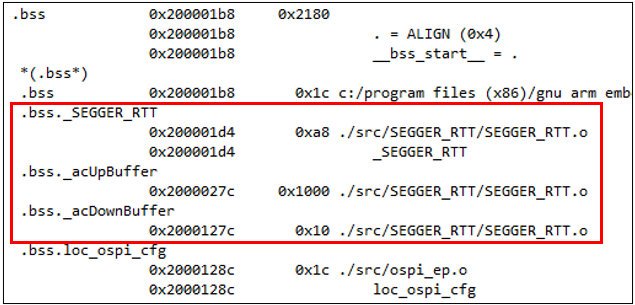 .bss 0x200001b8 0x2180
0x200001b8 . = ALIGN (0x4)
0x200001b8 __bss_start__ = .
*(.bss*)
.bss 0x200001b8 0x1c c:/program files (x86)/gnu arm emb
.bss._SEGGER_RTT
0x200001d4 0xa8 ./src/SEGGER_RTT/SEGGER_RTT.o
0x200001d4 _SEGGER_RTT
.bss._acUpBuffer
0x2000027c 0x1000 ./src/SEGGER_RTT/SEGGER_RTT.o
.bss._acDownBuffer
0x2000127c 0x10 ./src/SEGGER_RTT/SEGGER_RTT.o
.bss.loc_ospi_cfg
0x2000128c 0x1c ./src/ospi_ep.o
0x2000128c loc_ospi_cfg